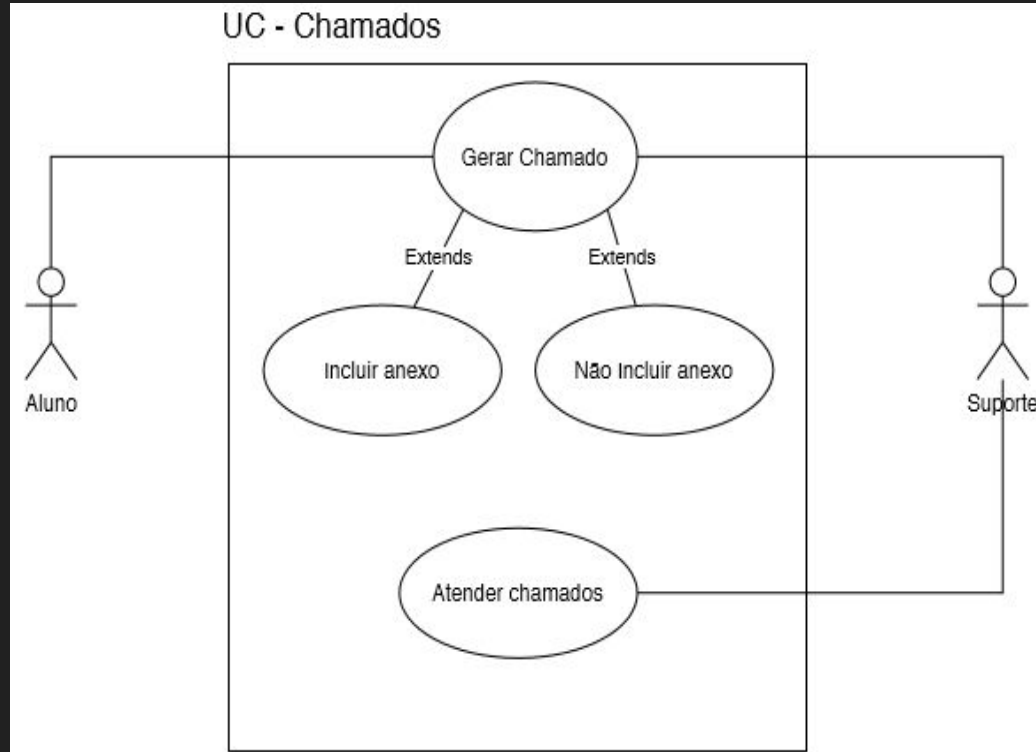 UC - Chamados
Gerar Chamado
Extends
Extends
Incluir anexo
Não Incluir anexo
Aluno
Suporte
Atender chamados